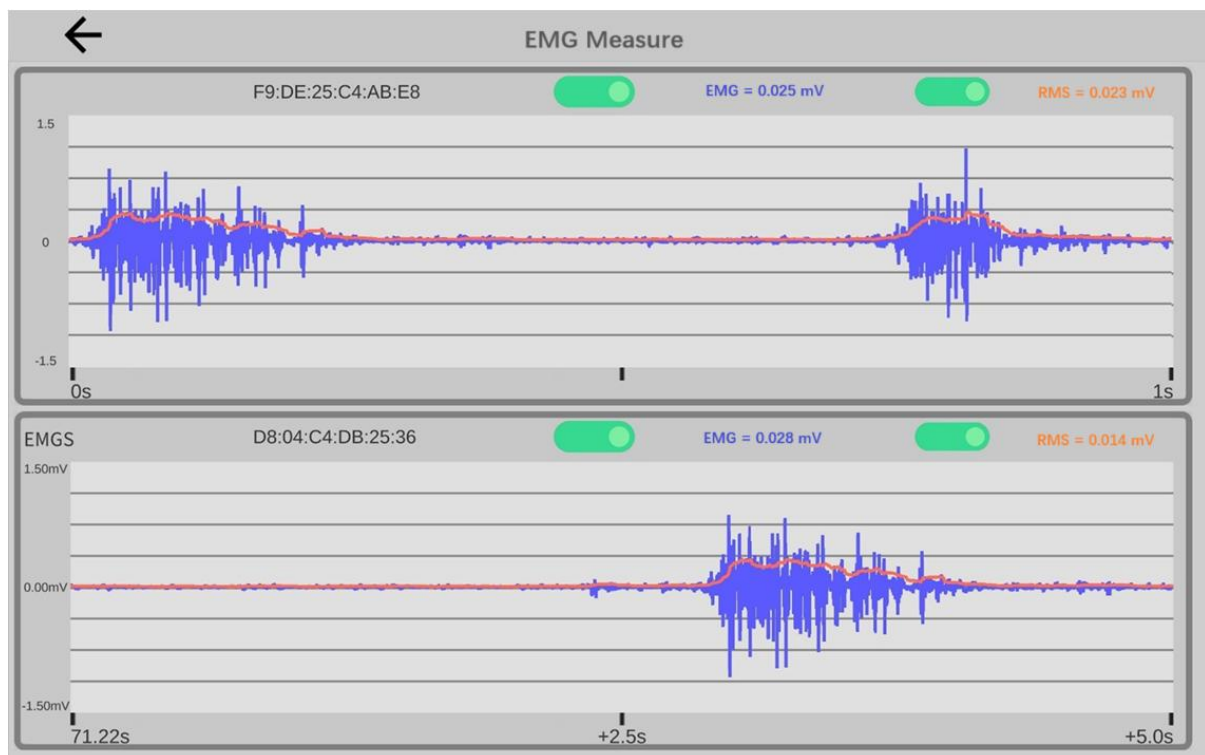 EMG Measure
F9:DE:25:C4:AB:E8 EMG = 0.025 mV RMS = 0.023 mV
1.5
0
-1.5
0s 1s
EMGS D8:04:C4:DB:25:36 EMG = 0.028 mV RMS = 0.014 mV
1.50mV
0.00mV
-1.50mV
71.22s +2.5s +5.0s